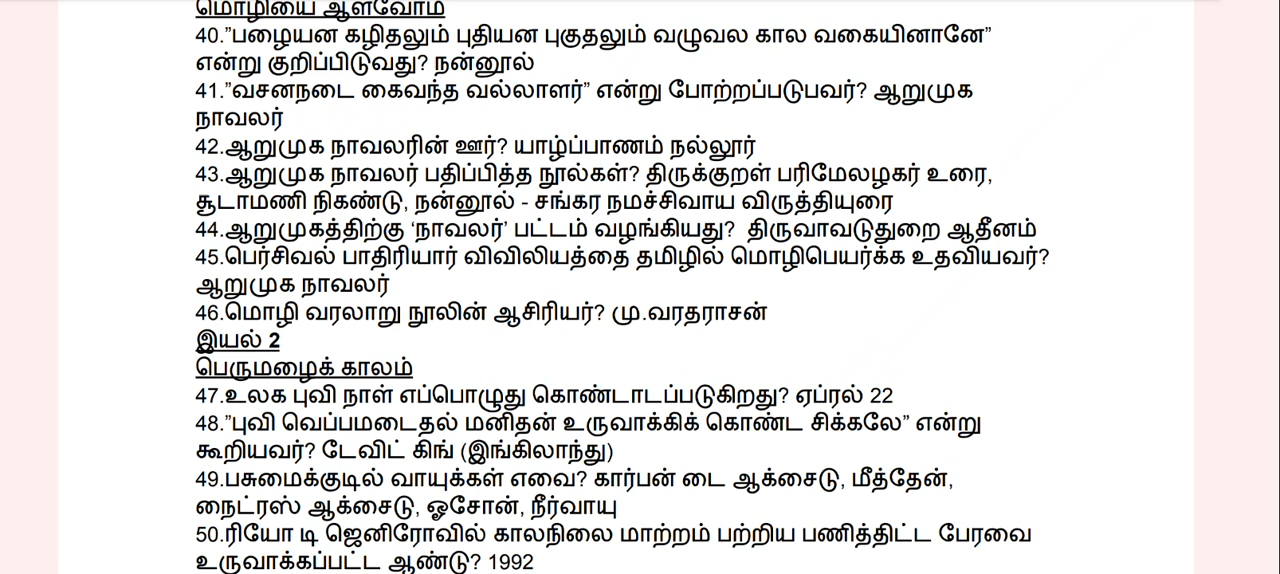 மொழியை ஆள்வோம்
40.”பழையன கழிதலும் புதியன புகுதலும் வழுவல கால வகையினானே”
என்று குறிப்பிடுவது? நன்னூல்
41.”வசனநடை கைவந்த வல்லாளர்” என்று போற்றப்படுபவர்? ஆறுமுக
நாவலர்
42.ஆறுமுக நாவலரின் ஊர்? யாழ்ப்பாணம் நல்லூர்
43.ஆறுமுக நாவலர் பதிப்பித்த நூல்கள்? திருக்குறள் பரிமேலழகர் உரை,
சூடாமணி நிகண்டு, நன்னூல் - சங்கர நமச்சிவாய விருத்தியுரை
44.ஆறுமுகத்திற்கு ‘நாவலர்’ பட்டம் வழங்கியது? திருவாவடுதுறை ஆதீனம்
45.பெர்சிவல் பாதிரியார் விவிலியத்தை தமிழில் மொழிபெயர்க்க உதவியவர்?
ஆறுமுக நாவலர்
46.மொழி வரலாறு நூலின் ஆசிரியர்? மு.வரதராசன்
இயல் 2
பெருமழைக் காலம்
47.உலக புவி நாள் எப்பொழுது கொண்டாடப்படுகிறது? ஏப்ரல் 22
48.”புவி வெப்பமடைதல் மனிதன் உருவாக்கிக் கொண்ட சிக்கலே” என்று
கூறியவர்? டேவிட் கிங் (இங்கிலாந்து)
49.பசுமைக்குடில் வாயுக்கள் எவை? கார்பன் டை ஆக்சைடு, மீத்தேன்,
நைட்ரஸ் ஆக்சைடு, ஓசோன், நீர்வாயு
50.ரியோ டி ஜெனிரோவில் காலநிலை மாற்றம் பற்றிய பணித்திட்ட பேரவை
உருவாக்கப்பட்ட ஆண்டு? 1992